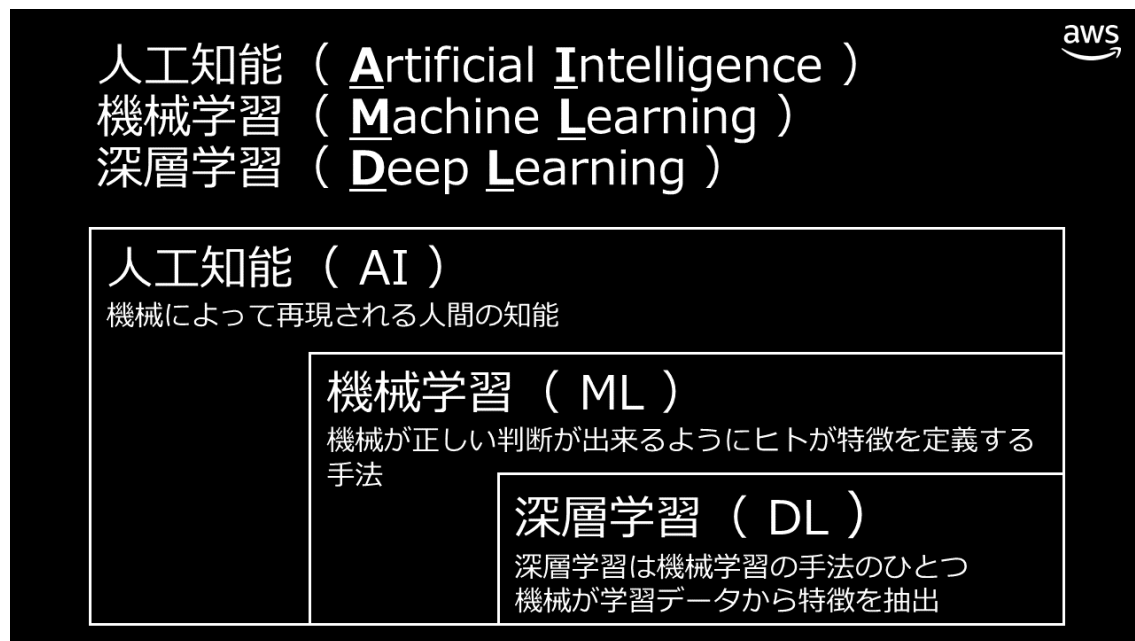 aws
人工知能 ( Artificial Intelligence )
機械学習 ( Machine Learning )
深層学習 ( Deep Learning )
人工知能 ( AI )
機械によって再現される人間の知能
機械学習 ( ML )
機械が正しい判断が出来るようにヒトが特徴を定義する
手法
深層学習 ( DL )
深層学習は機械学習の手法のひとつ
機械が学習データから特徴を抽出